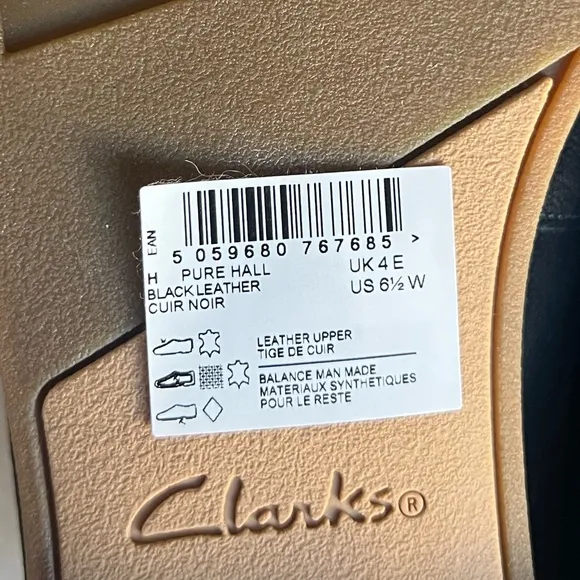 EAN
5 059680 767685 >
H PURE HALL UK 4 E
BLACK LEATHER US 6½ W
CUIR NOIR
LEATHER UPPER
TIGE DE CUIR
BALANCE MAN MADE
MATERIAUX SYNTHETIQUES
POUR LE RESTE
Clarks®